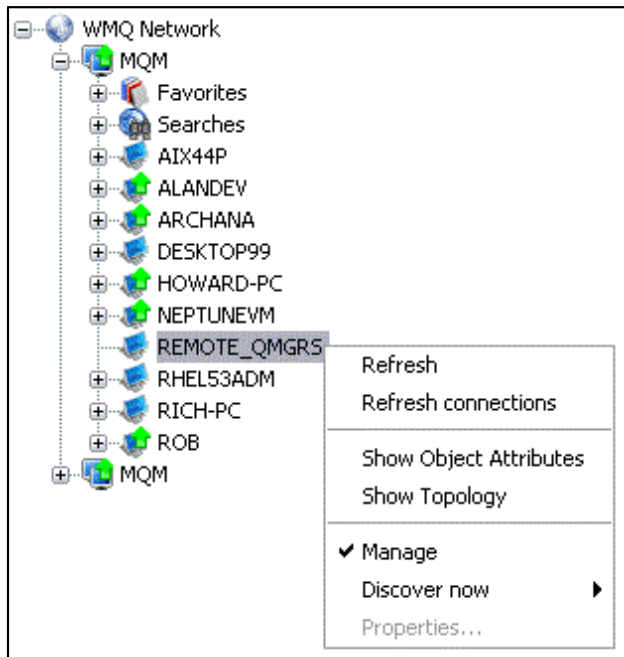 WMQ Network
MQM
Favorites
Searches
AIX44P
ALANDEV
ARCHANA
DESKTOP99
HOWARD-PC
NEPTUNEVM
REMOTE_QMGRS
RHEL53ADM
RICH-PC
ROB
MQM
Refresh
Refresh connections
Show Object Attributes
Show Topology
Manage
Discover now
Properties...